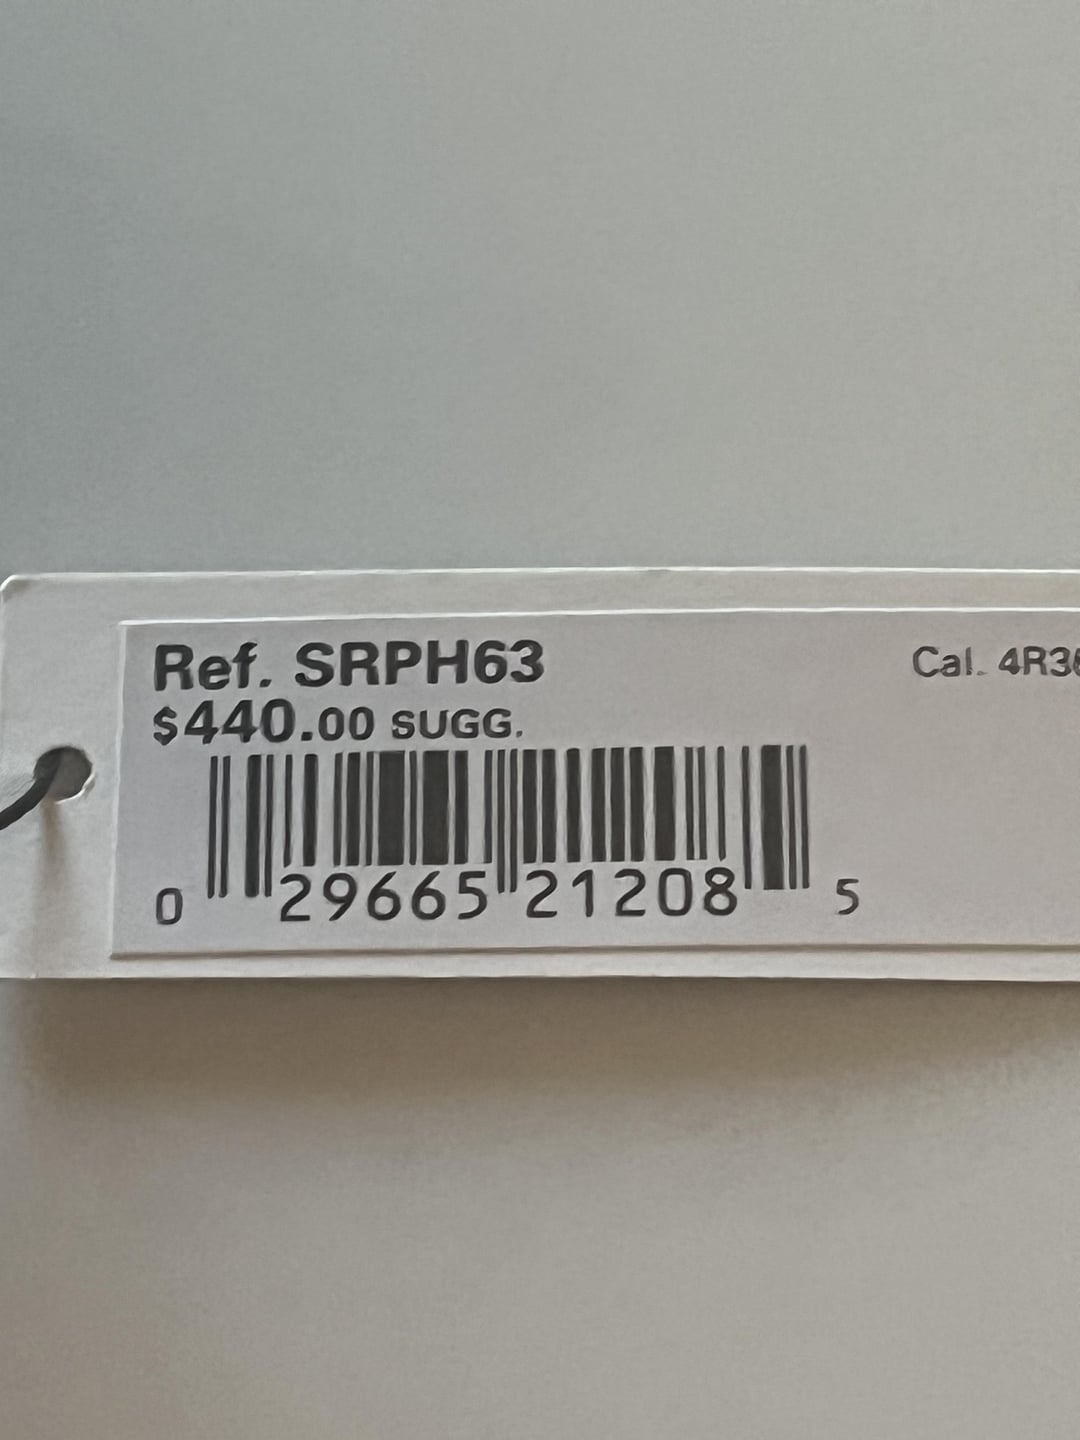 Ref. SRPH63
Cal. 4R3
$440.00 SUGG.
0 29665 21208 5